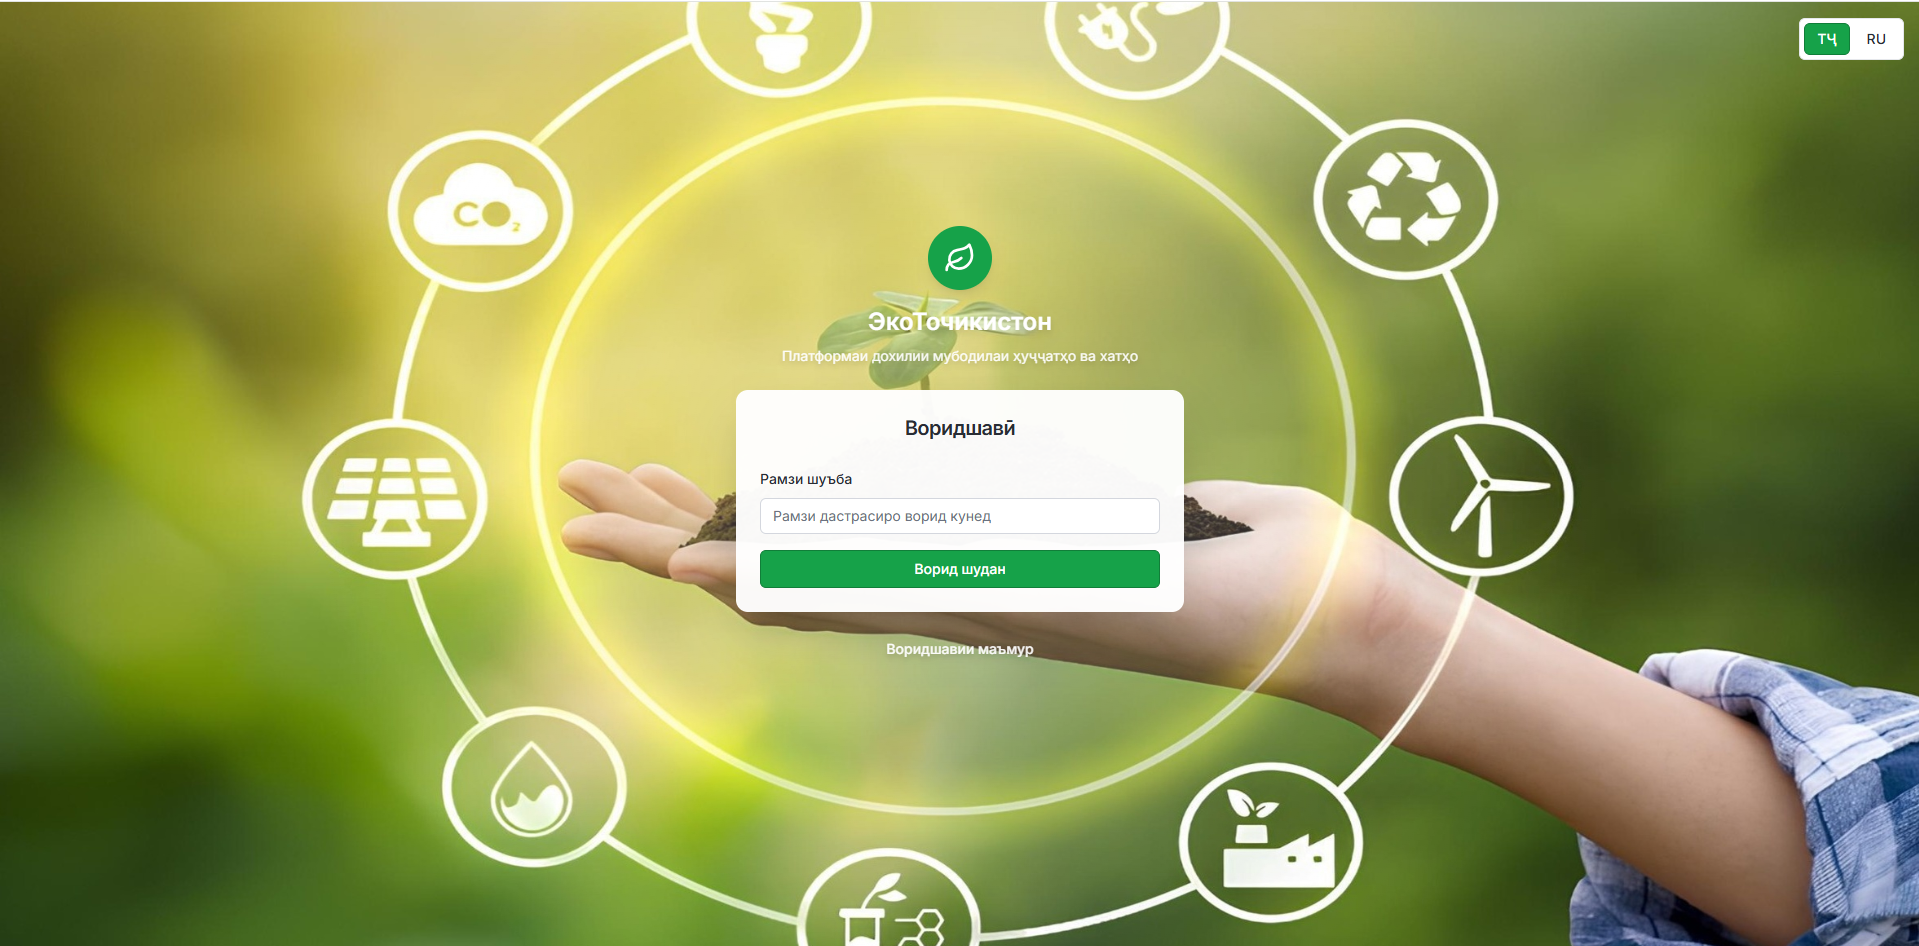 ТҶ RU
CO₂
ЭкоТоҷикистон
Платформаи дохилии мубодилаи ҳуҷҷатҳо ва хатҳо
Воридшавӣ
Рамзи шуъба
Рамзи дастрасиро ворид кунед
Ворид шудан
Воридшавии маъмур